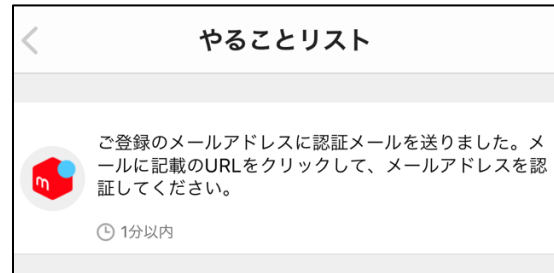 やることリスト
ご登録のメールアドレスに認証メールを送りました。メ
ールに記載のURLをクリックして、メールアドレスを認
証してください。
m
1分以内